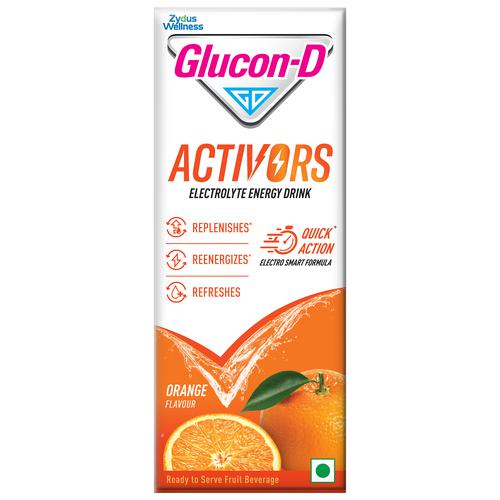 Zydus
Wellness
Glucon-D
GD
ACTIVORS
ELECTROLYTE ENERGY DRINK
REPLENISHES*
REENERGIZES*
REFRESHES
QUICK*
ACTION
ELECTRO SMART FORMULA
ORANGE
FLAVOUR
Ready to Serve Fruit Beverage